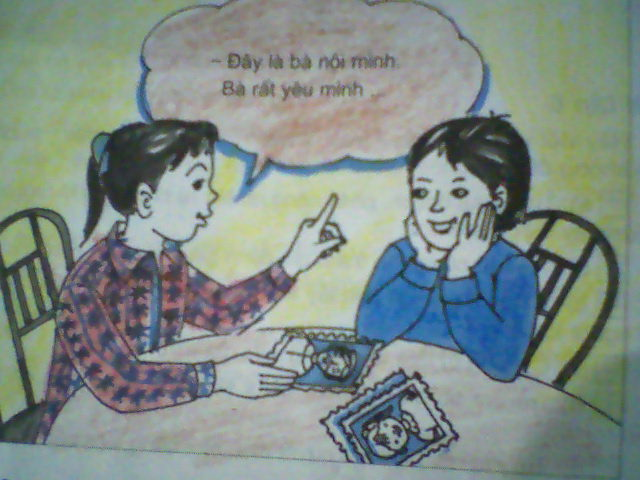 – Đây là bà nội mình.
Bà rất yêu mình ...